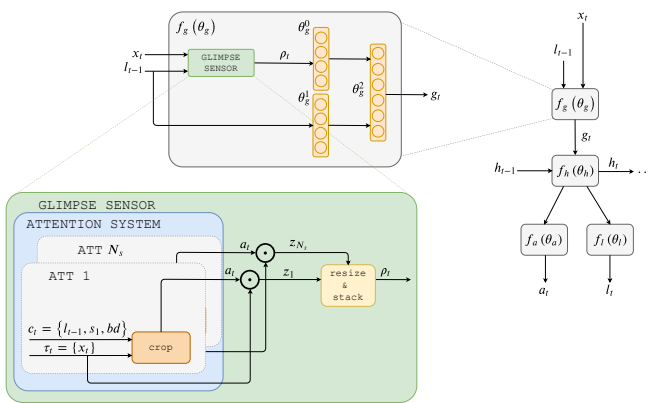 f_g (θ_g)
x_t
l_{t−1}
GLIMPSE
SENSOR
ρ_t
θ_g^0
θ_g^1
θ_g^2
g_t
x_t
l_{t−1}
f_g (θ_g)
g_t
h_{t−1}
f_h (θ_h)
h_t
. .
f_a (θ_a)
f_l (θ_l)
a_t
l_t
GLIMPSE SENSOR
ATTENTION SYSTEM
ATT N_s
ATT 1
a_t
z_{N_s}
a_t
z_1
resize
&
stack
ρ_t
c_t = {l_{t−1}, s_1, bd}
τ_t = {x_t}
crop